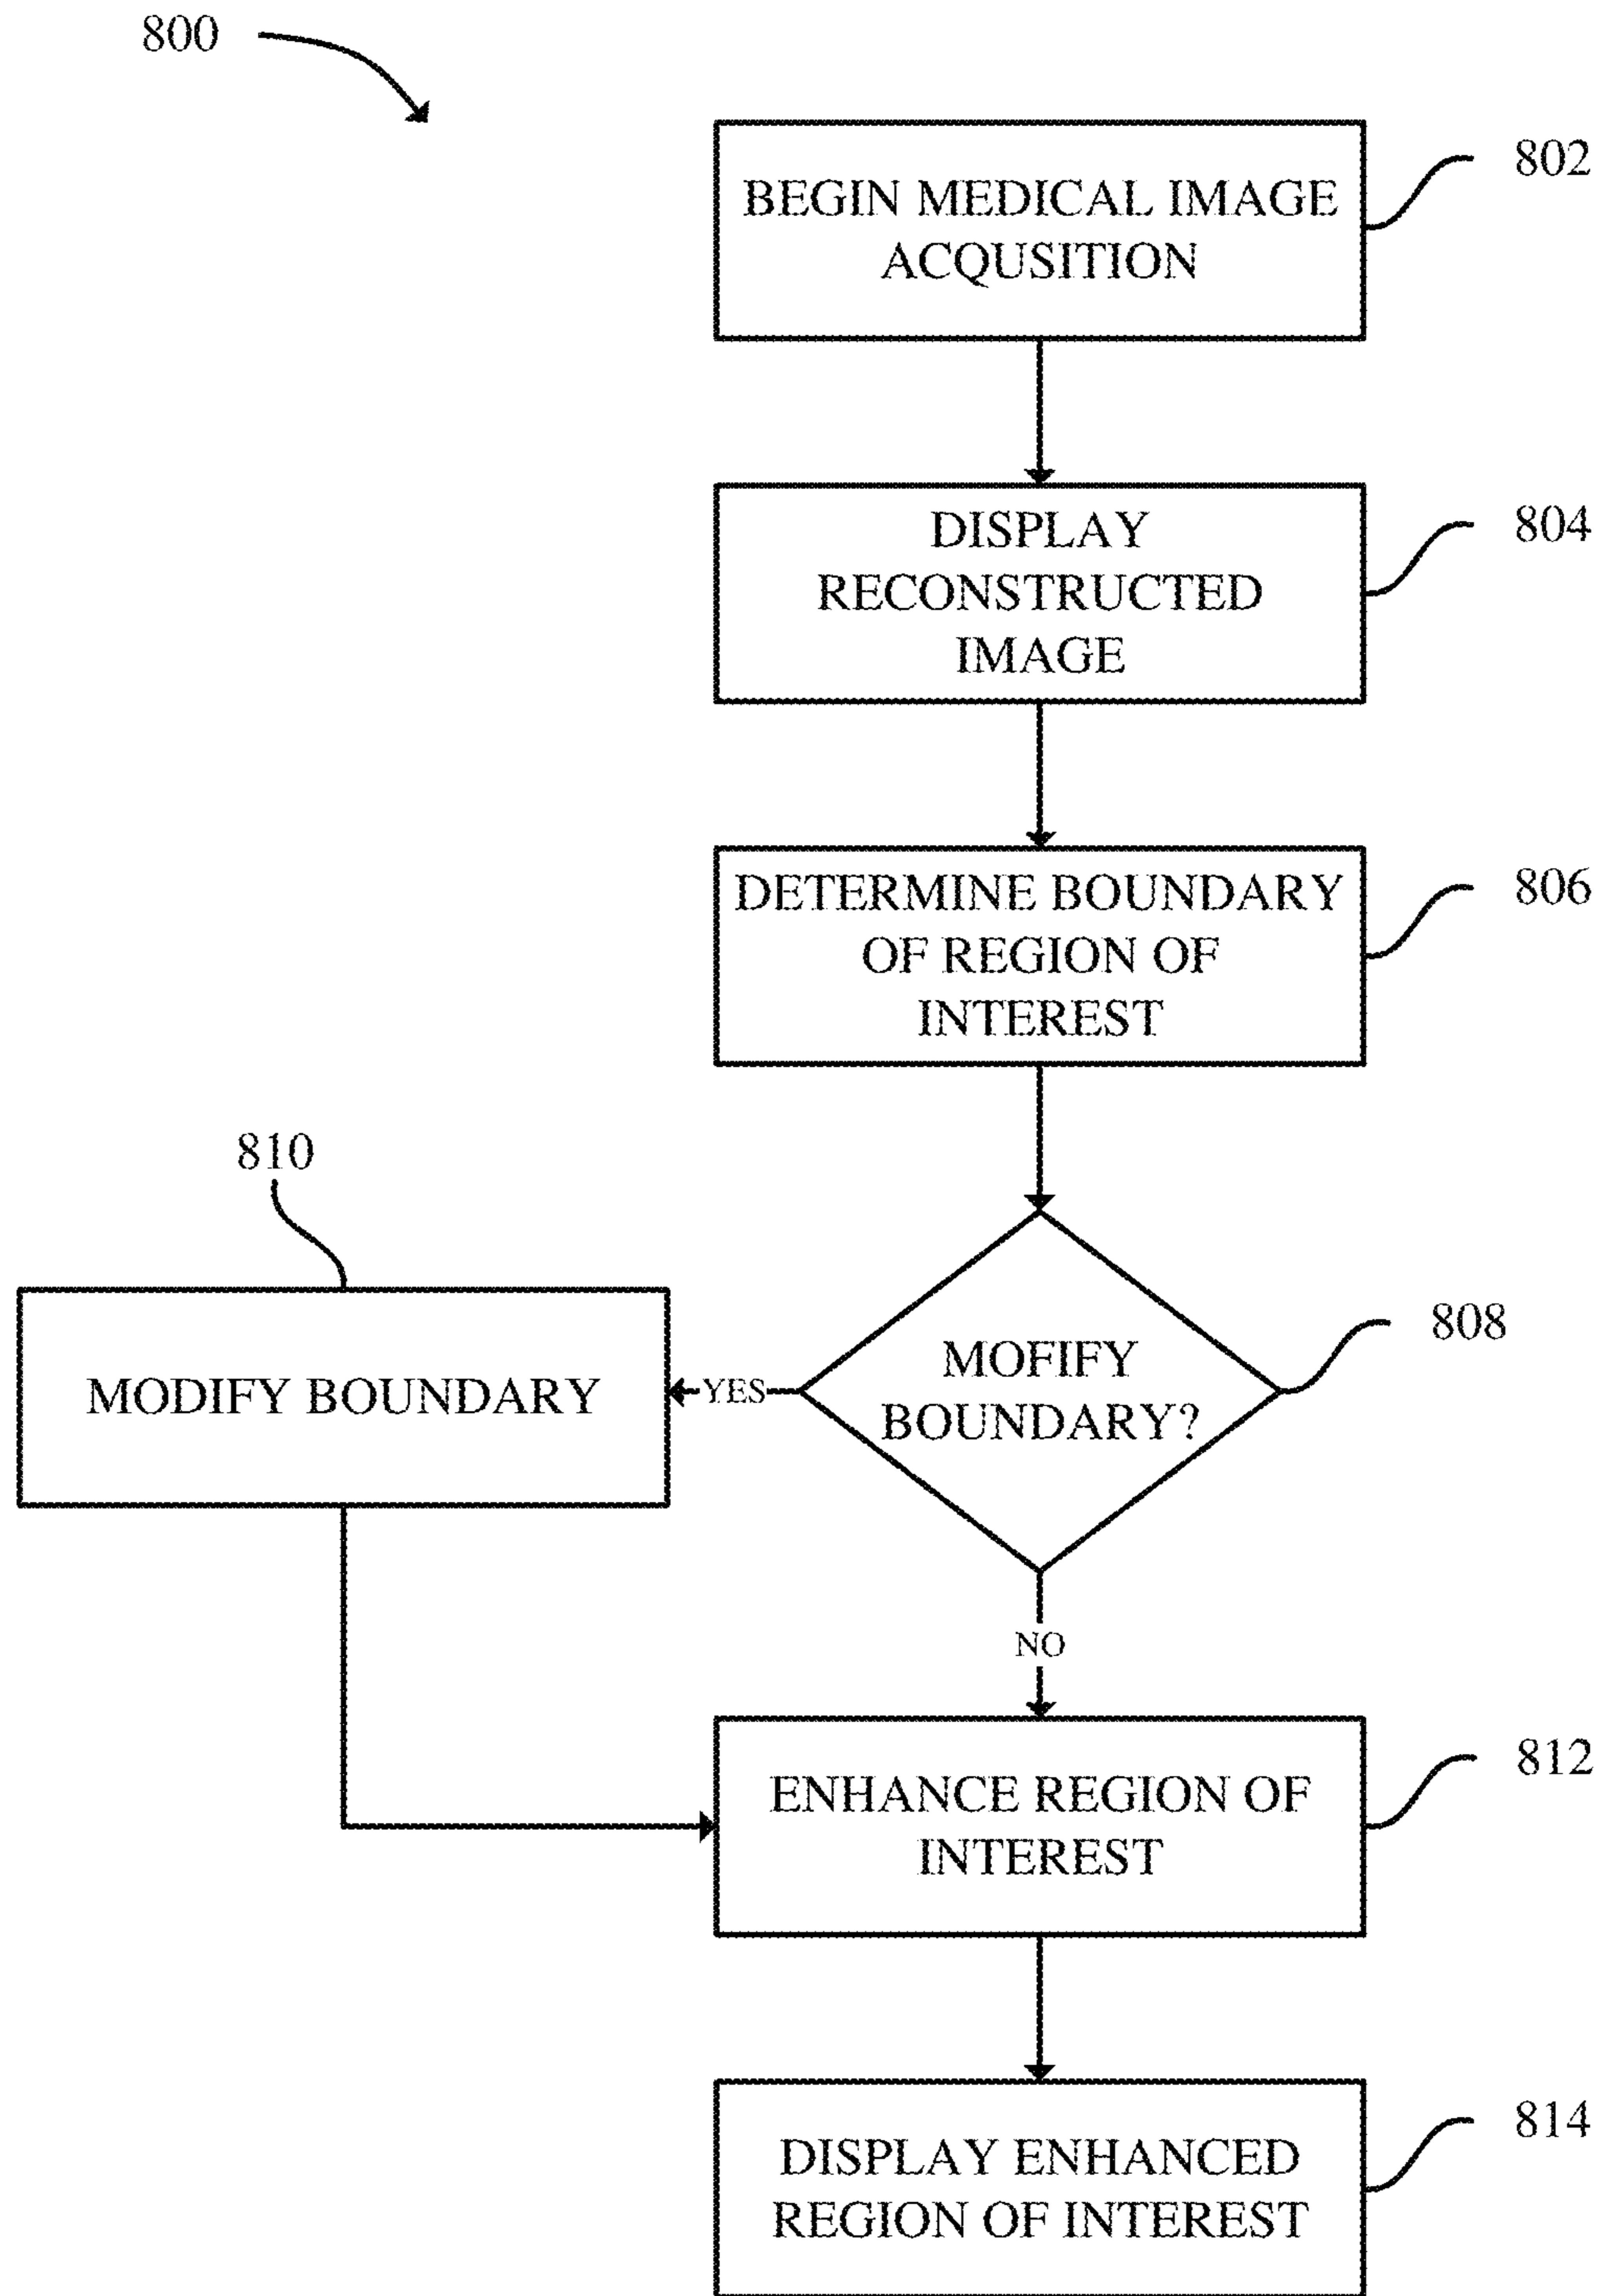 800
BEGIN MEDICAL IMAGE
ACQUSITION
802
DISPLAY
RECONSTRUCTED
IMAGE
804
DETERMINE BOUNDARY
OF REGION OF
INTEREST
806
810
MODIFY BOUNDARY
YES
MOFIFY
BOUNDARY?
808
NO
ENHANCE REGION OF
INTEREST
812
DISPLAY ENHANCED
REGION OF INTEREST
814